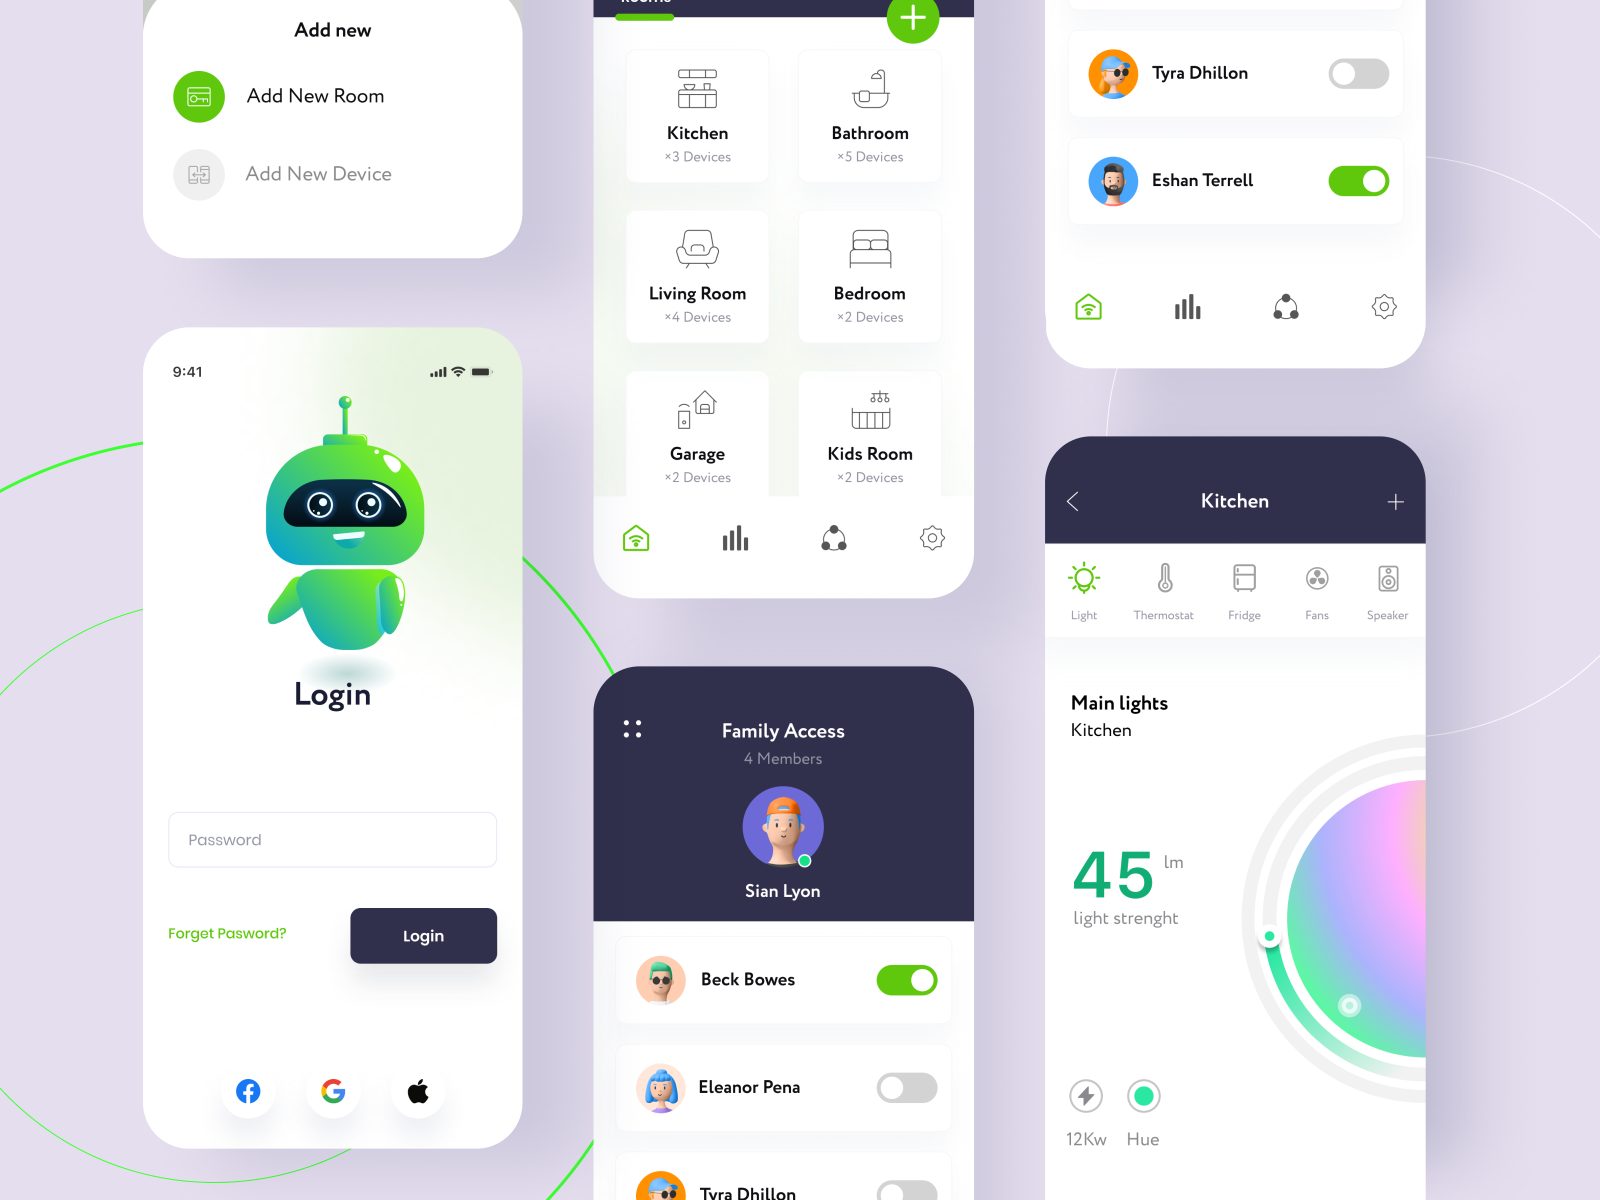 Add new
Add New Room
Add New Device
9:41
Login
Password
Forget Pasword?
Login
Rooms
Kitchen
×3 Devices
Bathroom
×5 Devices
Living Room
×4 Devices
Bedroom
×2 Devices
Garage
×2 Devices
Kids Room
×2 Devices
Family Access
4 Members
Sian Lyon
Beck Bowes
Eleanor Pena
Tyra Dhillon
Tyra Dhillon
Eshan Terrell
Kitchen
Light
Thermostat
Fridge
Fans
Speaker
Main lights
Kitchen
45 lm
light strenght
12Kw
Hue